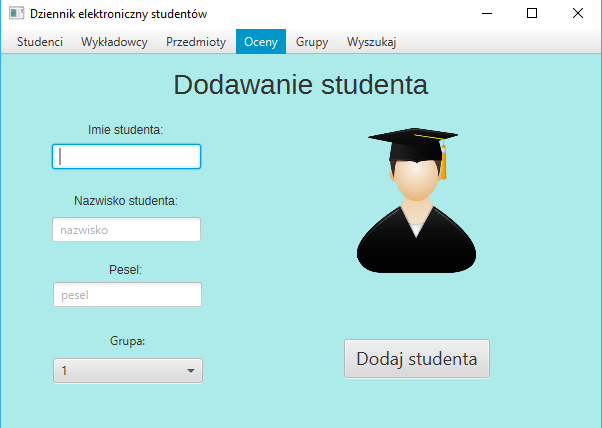 Dziennik elektroniczny studentów
Studenci Wykładowcy Przedmioty Oceny Grupy Wyszukaj
Dodawanie studenta
Imie studenta:
Nazwisko studenta:
nazwisko
Pesel:
pesel
Grupa:
1
Dodaj studenta